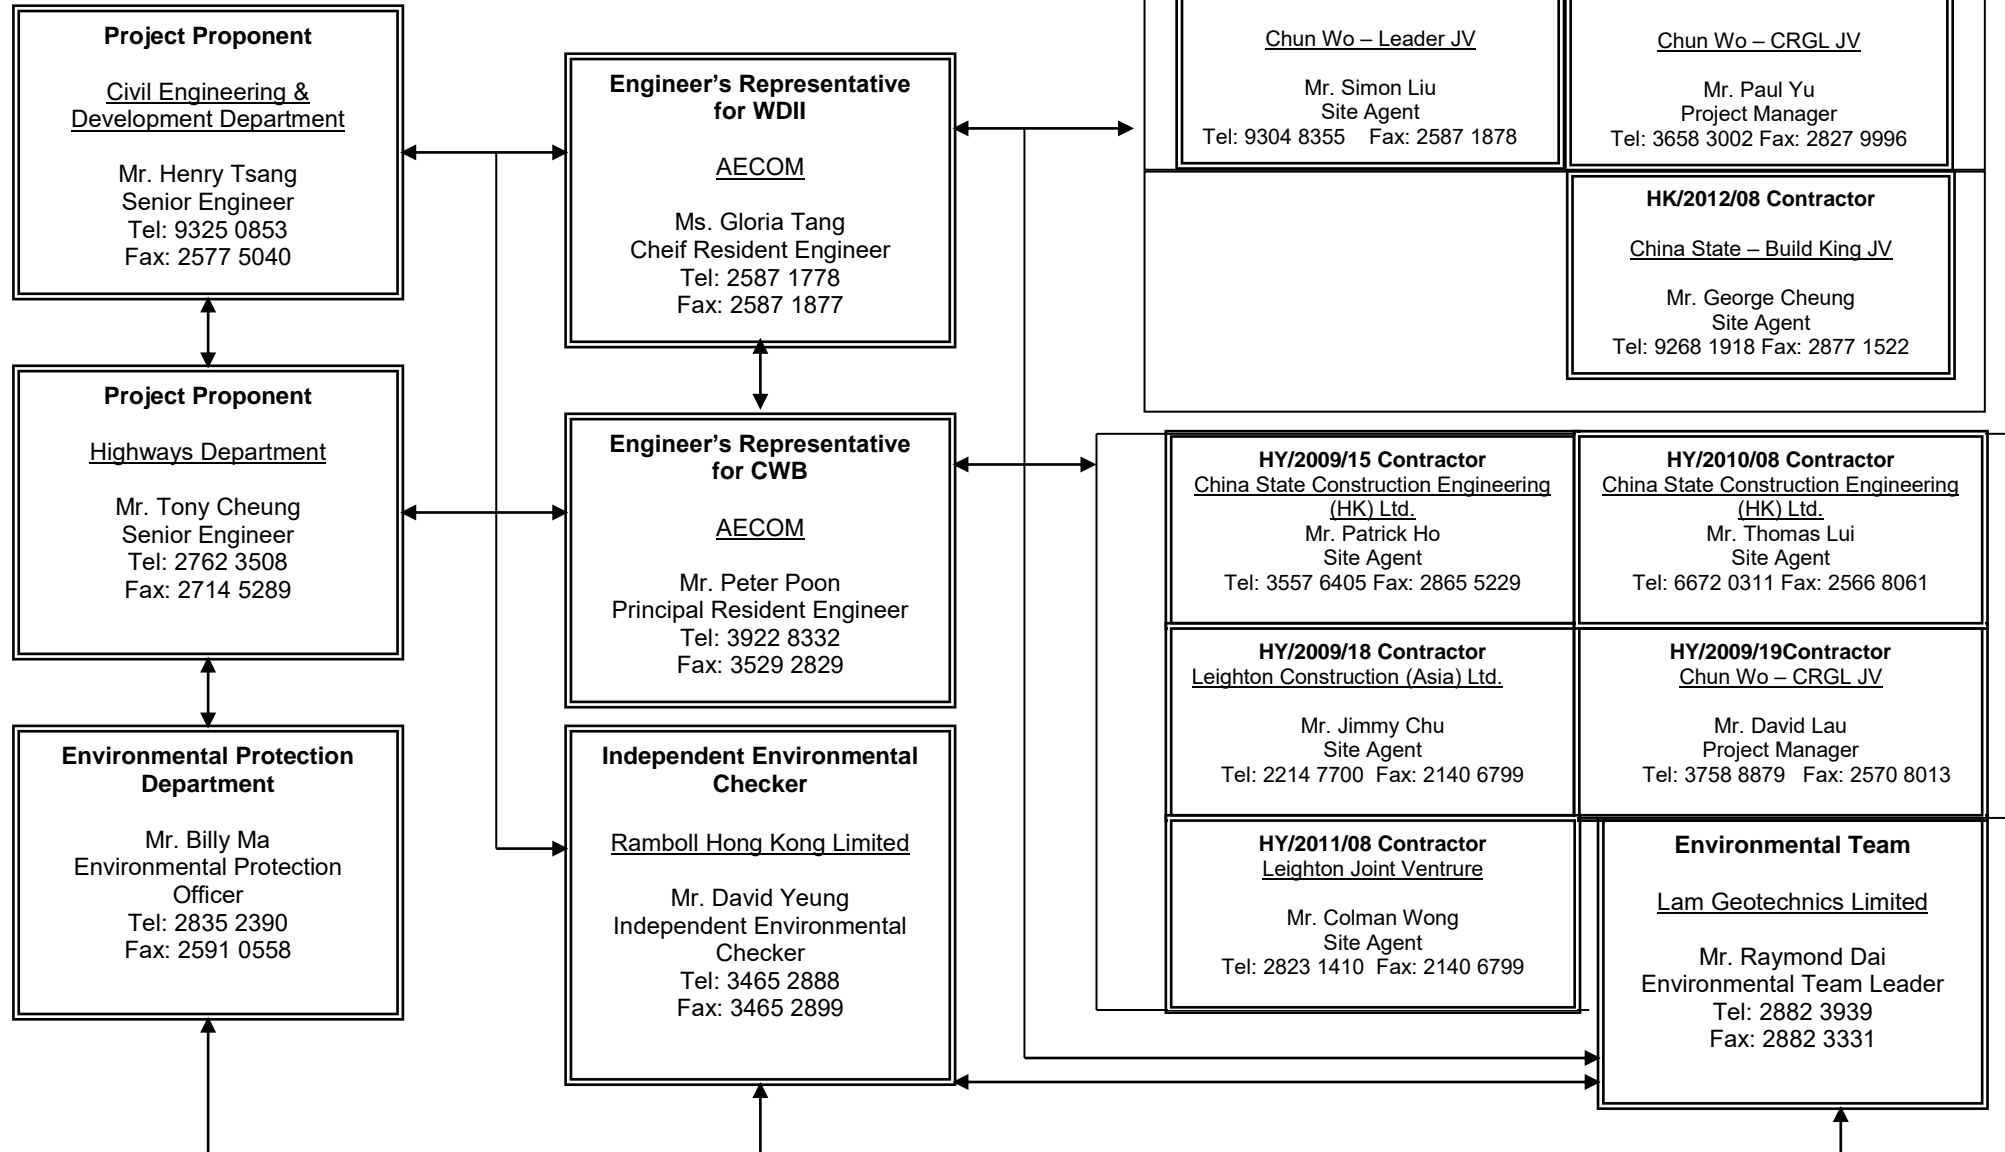 Project Proponent
Civil Engineering &
Development Department
Mr. Henry Tsang
Senior Engineer
Tel: 9325 0853
Fax: 2577 5040
Project Proponent
Highways Department
Mr. Tony Cheung
Senior Engineer
Tel: 2762 3508
Fax: 2714 5289
Environmental Protection
Department
Mr. Billy Ma
Environmental Protection
Officer
Tel: 2835 2390
Fax: 2591 0558
Engineer’s Representative
for WDII
AECOM
Ms. Gloria Tang
Cheif Resident Engineer
Tel: 2587 1778
Fax: 2587 1877
Engineer’s Representative
for CWB
AECOM
Mr. Peter Poon
Principal Resident Engineer
Tel: 3922 8332
Fax: 3529 2829
Independent Environmental
Checker
Ramboll Hong Kong Limited
Mr. David Yeung
Independent Environmental
Checker
Tel: 3465 2888
Fax: 3465 2899
Chun Wo – Leader JV
Mr. Simon Liu
Site Agent
Tel: 9304 8355 Fax: 2587 1878
Chun Wo – CRGL JV
Mr. Paul Yu
Project Manager
Tel: 3658 3002 Fax: 2827 9996
HK/2012/08 Contractor
China State – Build King JV
Mr. George Cheung
Site Agent
Tel: 9268 1918 Fax: 2877 1522
HY/2009/15 Contractor
China State Construction Engineering
(HK) Ltd.
Mr. Patrick Ho
Site Agent
Tel: 3557 6405 Fax: 2865 5229
HY/2010/08 Contractor
China State Construction Engineering
(HK) Ltd.
Mr. Thomas Lui
Site Agent
Tel: 6672 0311 Fax: 2566 8061
HY/2009/18 Contractor
Leighton Construction (Asia) Ltd.
Mr. Jimmy Chu
Site Agent
Tel: 2214 7700 Fax: 2140 6799
HY/2009/19Contractor
Chun Wo – CRGL JV
Mr. David Lau
Project Manager
Tel: 3758 8879 Fax: 2570 8013
HY/2011/08 Contractor
Leighton Joint Ventrure
Mr. Colman Wong
Site Agent
Tel: 2823 1410 Fax: 2140 6799
Environmental Team
Lam Geotechnics Limited
Mr. Raymond Dai
Environmental Team Leader
Tel: 2882 3939
Fax: 2882 3331